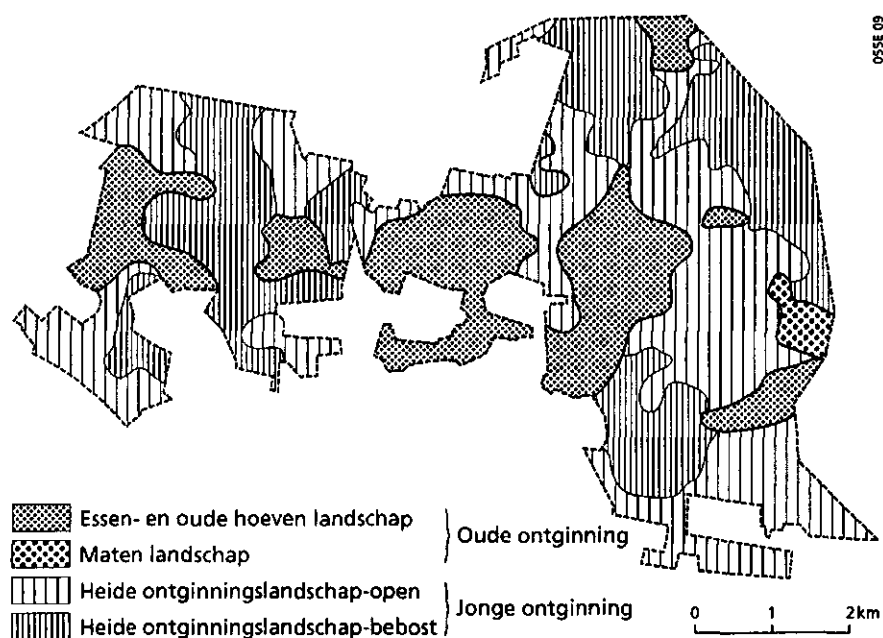 055E 09
Essen- en oude hoeven landschap
Maten landschap
Oude ontginning
Heide ontginningslandschap-open
Heide ontginningslandschap-bebost
Jonge ontginning
0 1 2km